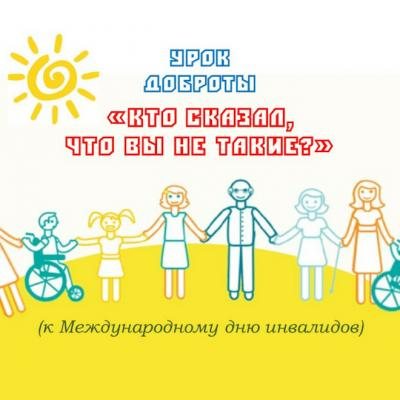 УРОК
ДОБРОТЫ
«КТО СКАЗАЛ,
ЧТО ВЫ НЕ ТАКИЕ?»
(к Международному дню инвалидов)